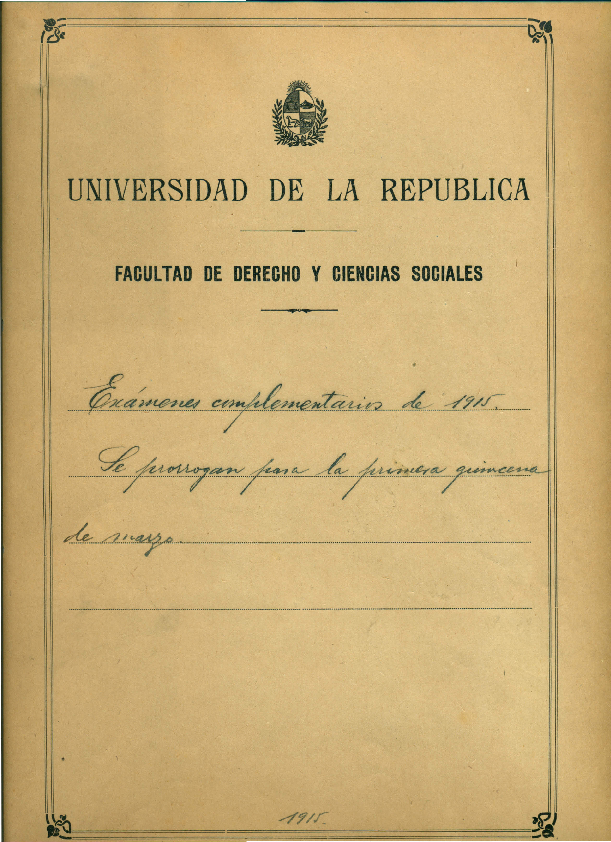 UNIVERSIDAD DE LA REPUBLICA
FACULTAD DE DERECHO Y CIENCIAS SOCIALES
Exámenes complementarios de 1915.
Se prorrogan para la primera quincena
de marzo.
1915.